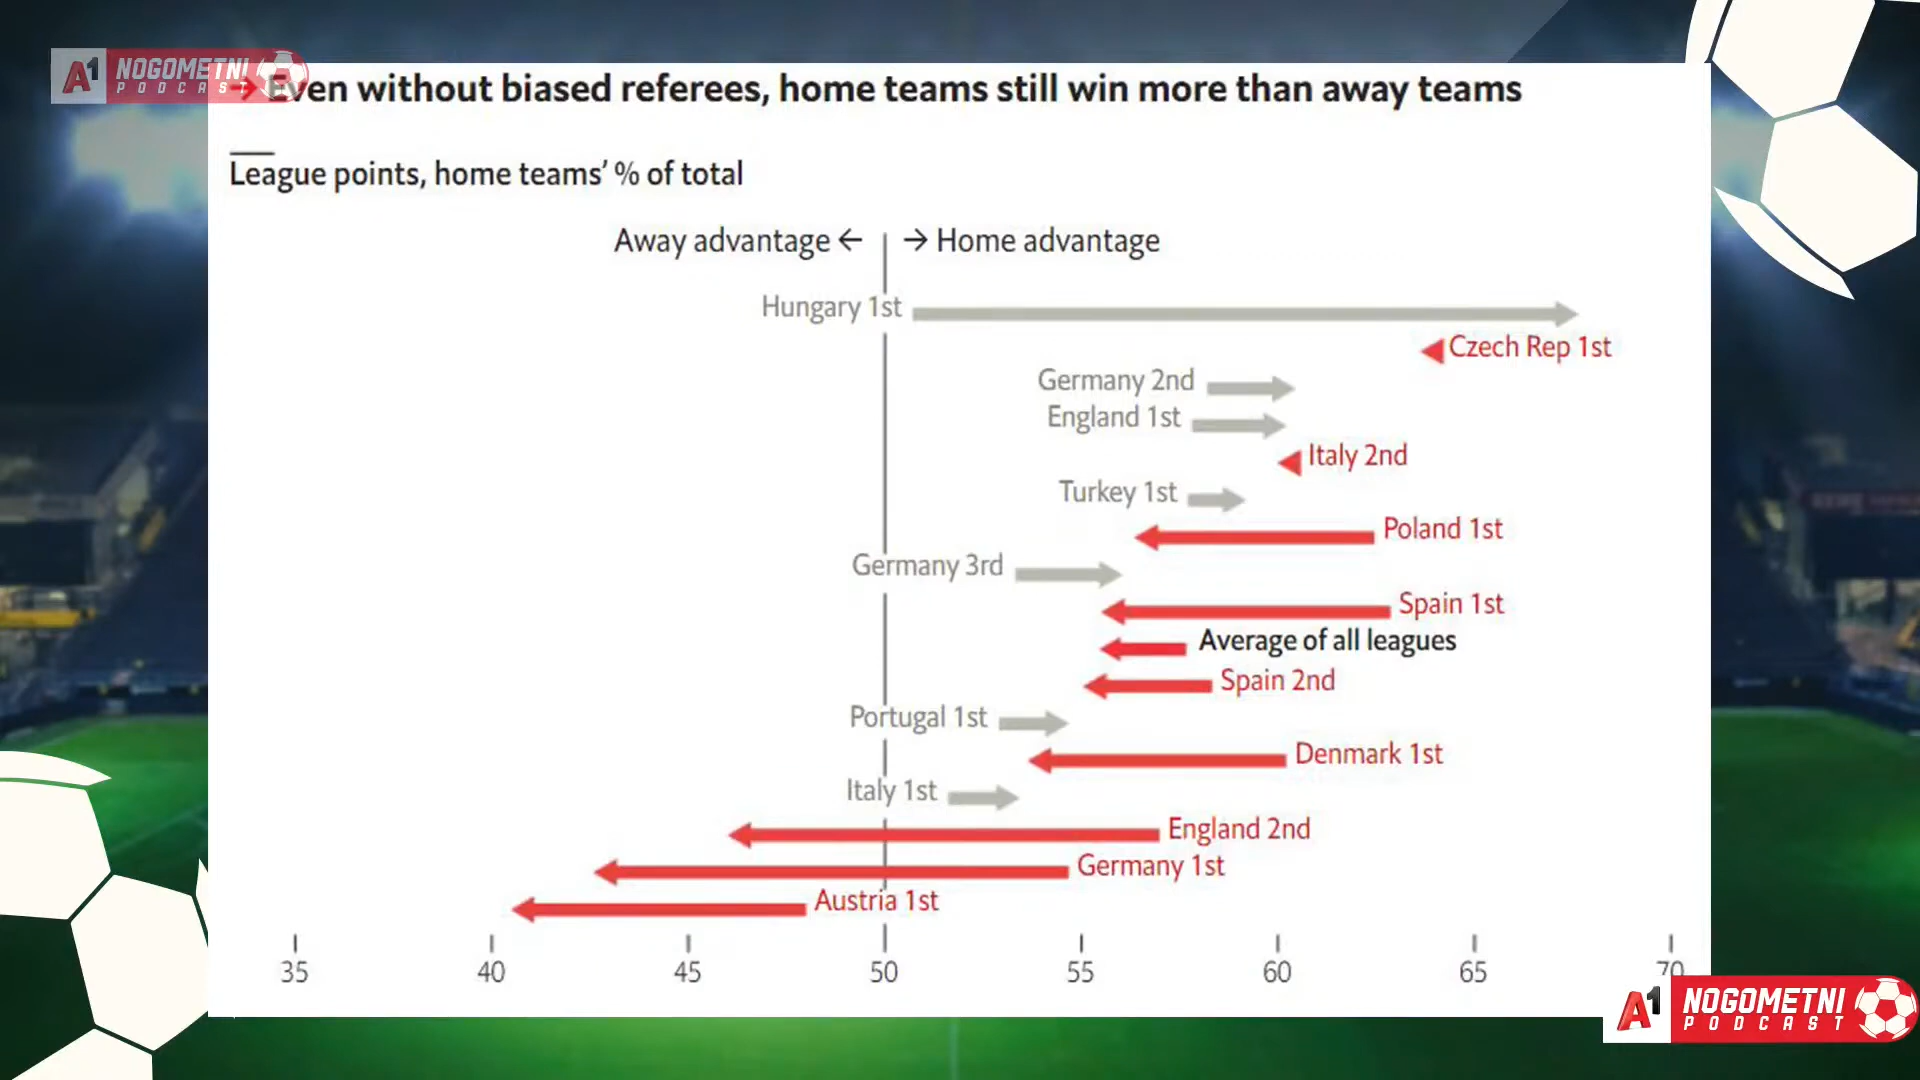 A1 NOGOMETNI
PODCAST
→ Even without biased referees, home teams still win more than away teams
League points, home teams' % of total
Away advantage ← → Home advantage
Hungary 1st
Czech Rep 1st
Germany 2nd
England 1st
Italy 2nd
Turkey 1st
Poland 1st
Germany 3rd
Spain 1st
Average of all leagues
Spain 2nd
Portugal 1st
Denmark 1st
Italy 1st
England 2nd
Germany 1st
Austria 1st
35 40 45 50 55 60 65 70
A1 NOGOMETNI
PODCAST